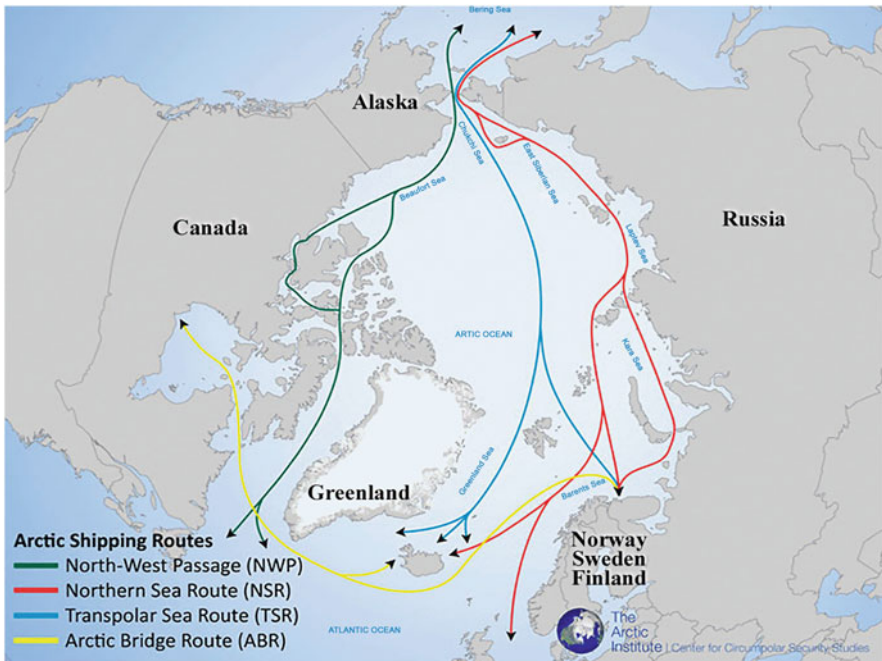 Bering Sea
Alaska
Chukchi Sea
East Siberian Sea
Beaufort Sea
Canada
Russia
Laptev Sea
ARTIC OCEAN
Kara Sea
Greenland Sea
Greenland
Barents Sea
Norway
Sweden
Finland
Arctic Shipping Routes
North-West Passage (NWP)
Northern Sea Route (NSR)
Transpolar Sea Route (TSR)
Arctic Bridge Route (ABR)
ATLANTIC OCEAN
The
Arctic
Institute | Center for Circumpolar Security Studies